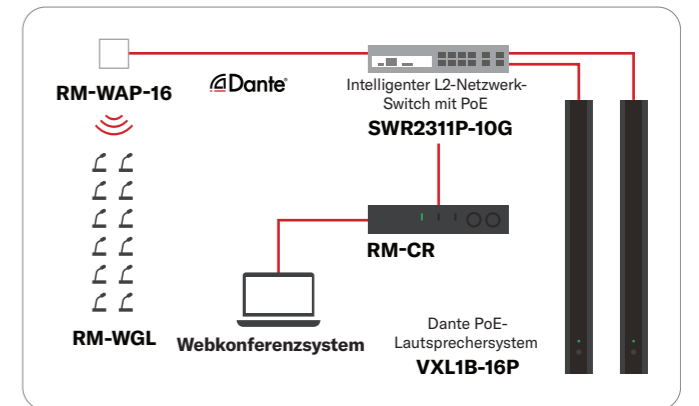 RM-WAP-16
Dante®
Intelligenter L2-Netzwerk-
Switch mit PoE
SWR2311P-10G
RM-CR
RM-WGL
Webkonferenzsystem
Dante PoE-
Lautsprechersystem
VXL1B-16P